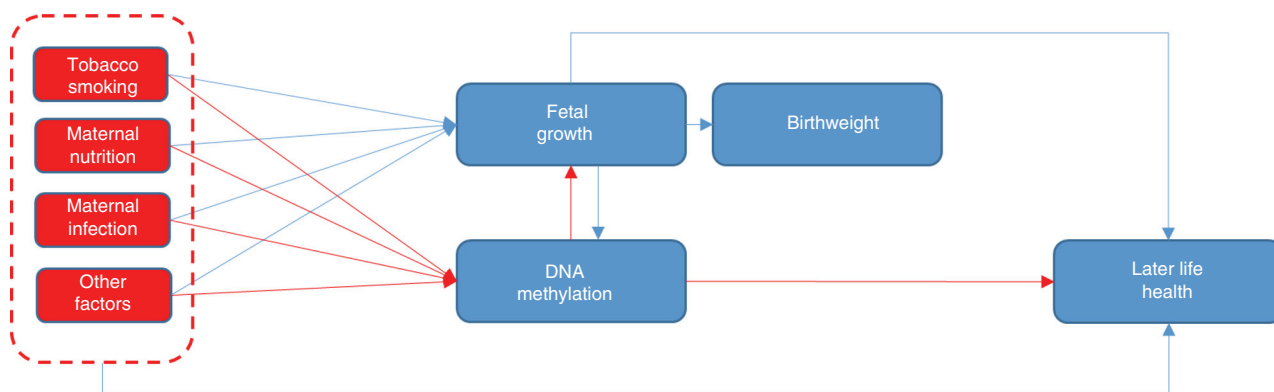 Tobacco
smoking
Maternal
nutrition
Maternal
infection
Other
factors
Fetal
growth
Birthweight
DNA
methylation
Later life
health